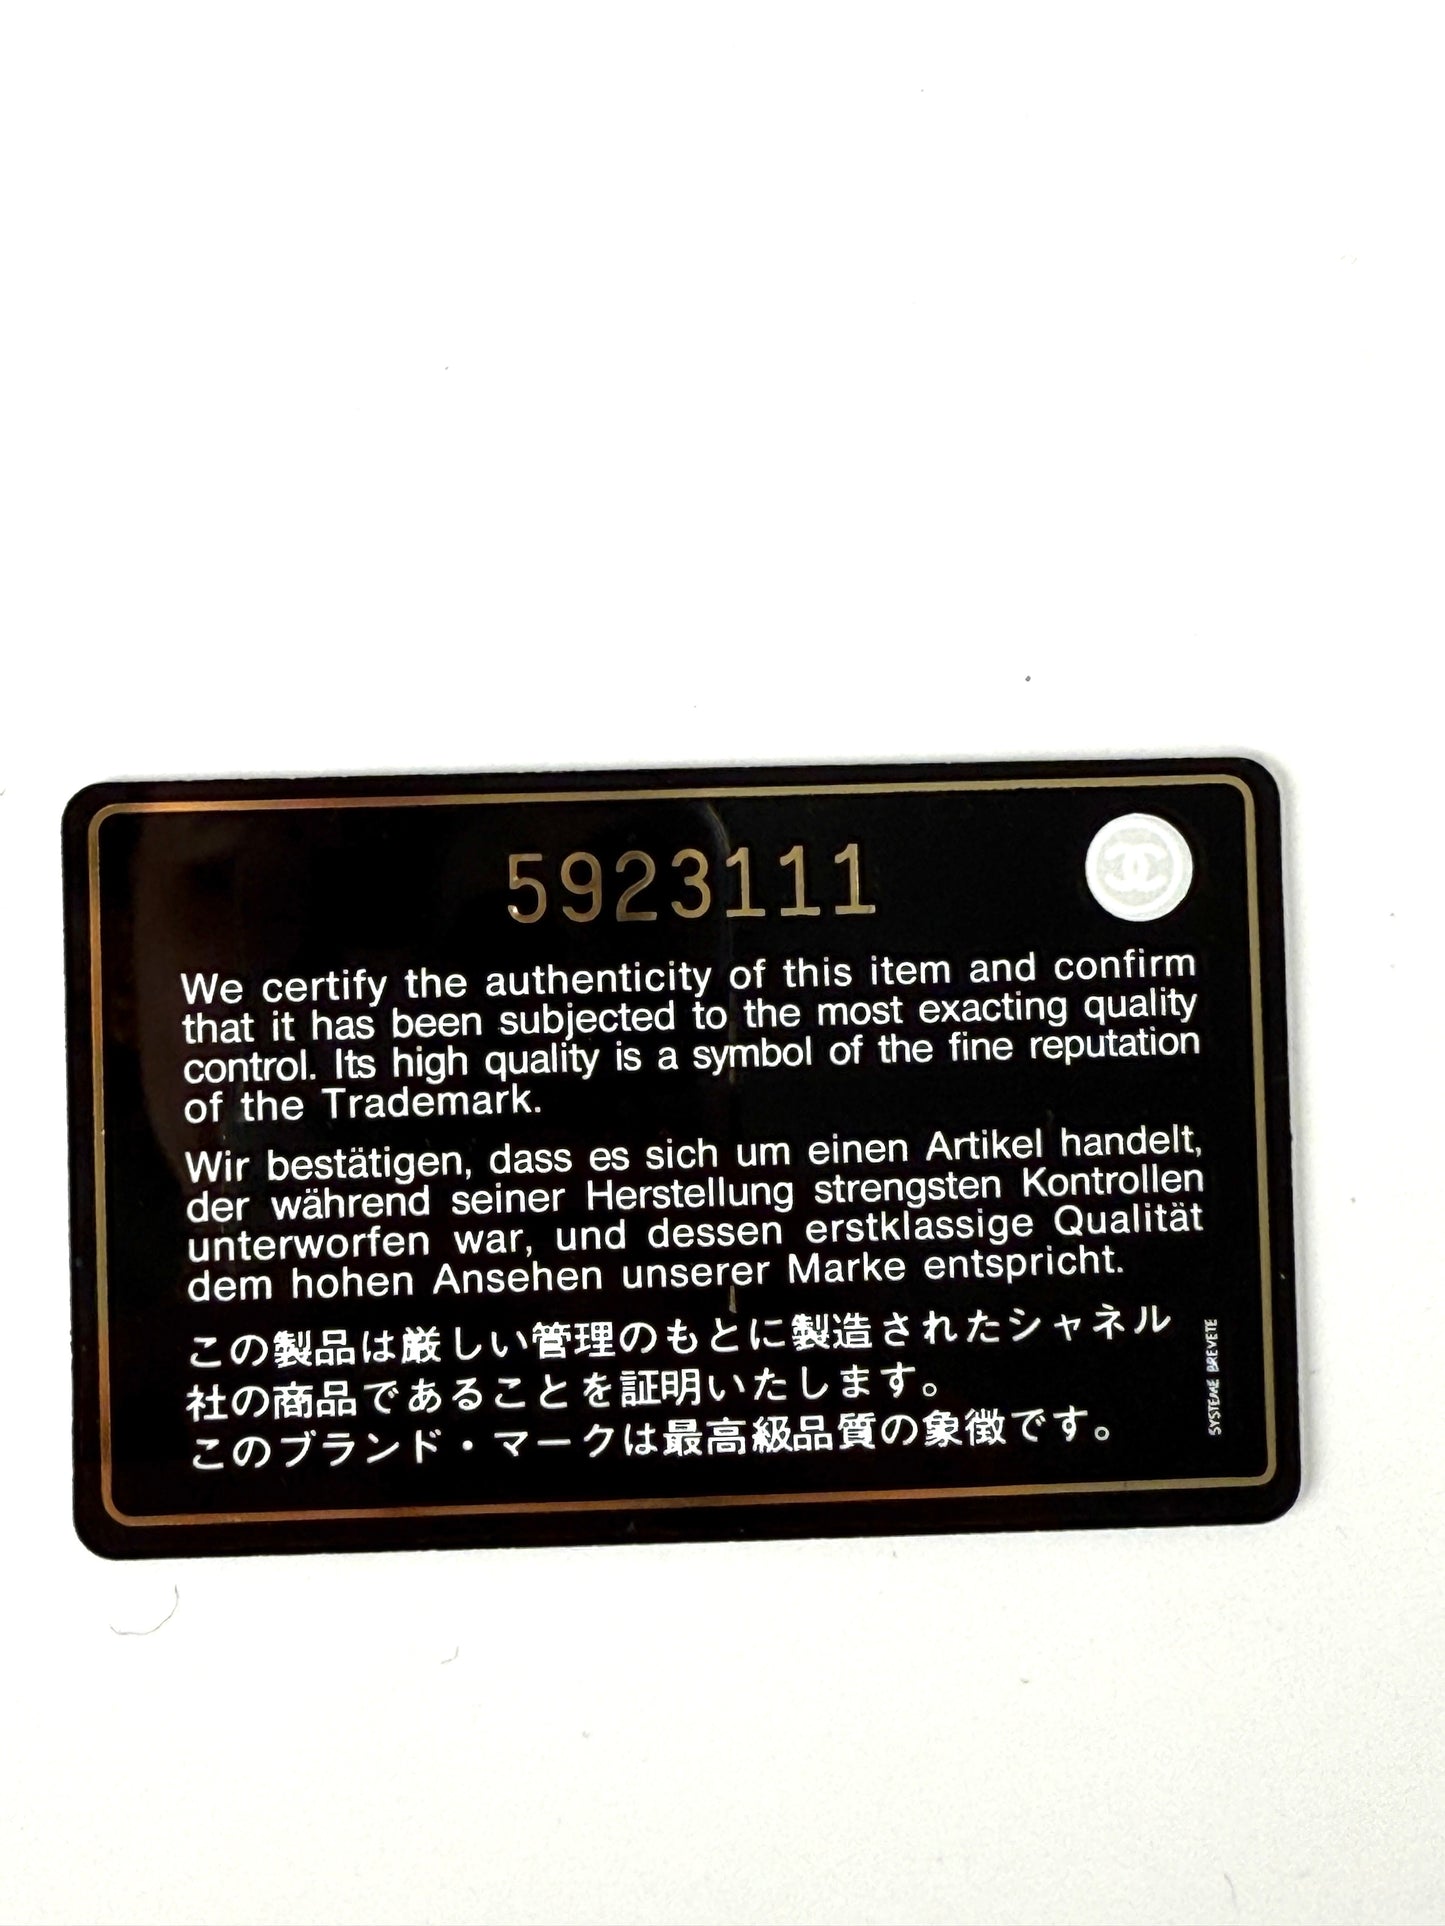 5923111
We certify the authenticity of this item and confirm
that it has been subjected to the most exacting quality
control. Its high quality is a symbol of the fine reputation
of the Trademark.
Wir bestätigen, dass es sich um einen Artikel handelt,
der während seiner Herstellung strengsten Kontrollen
unterworfen war, und dessen erstklassige Qualität
dem hohen Ansehen unserer Marke entspricht.
この製品は厳しい管理のもとに製造されたシャネル
社の商品であることを証明いたします。
このブランド・マークは最高級品質の象徴です。
SYSTEME BREVETE